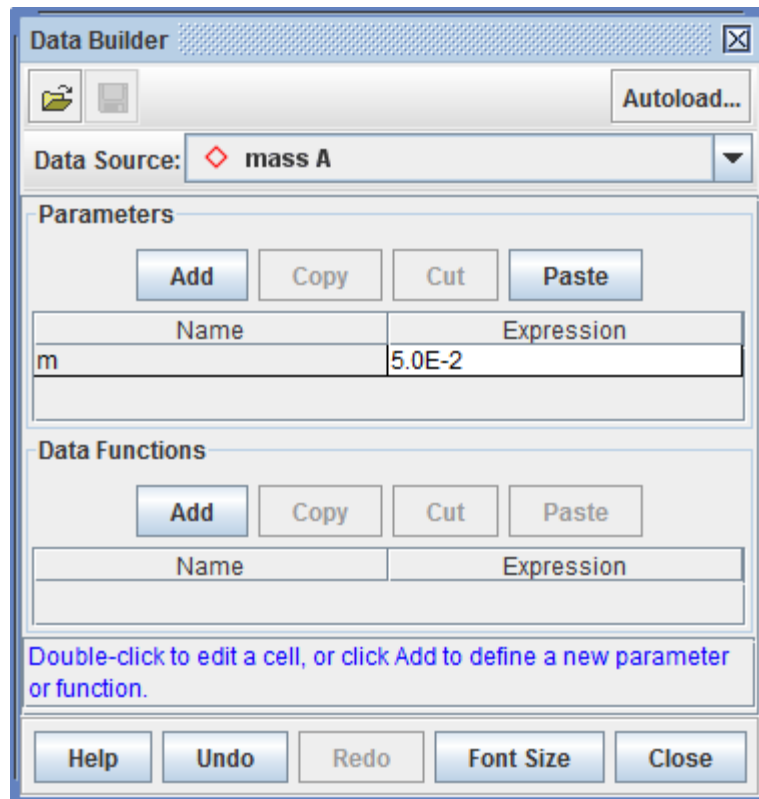 Data Builder
Autoload...
Data Source: mass A
Parameters
Add Copy Cut Paste
Name Expression
m 5.0E-2
Data Functions
Add Copy Cut Paste
Name Expression
Double-click to edit a cell, or click Add to define a new parameter
or function.
Help Undo Redo Font Size Close